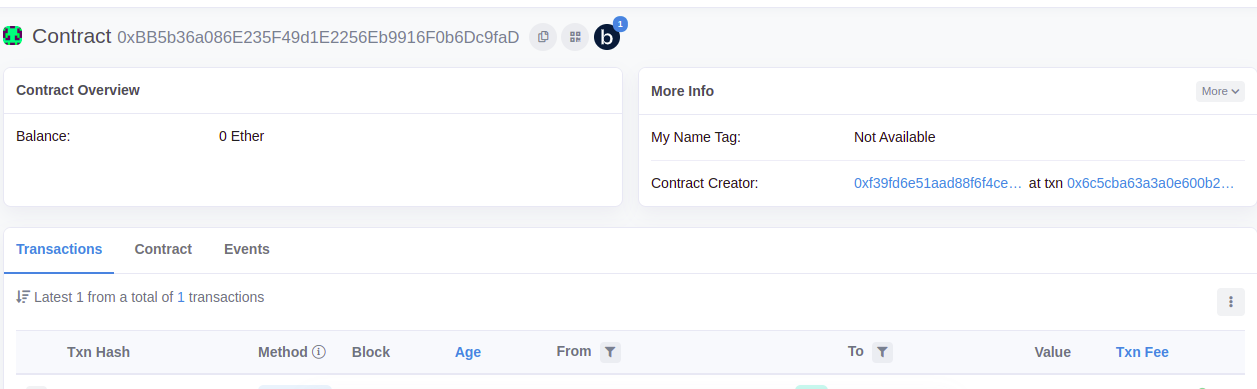 Contract 0xBB5b36a086E235F49d1E2256Eb9916F0b6Dc9faD b 1
Contract Overview
Balance: 0 Ether
More Info More
My Name Tag: Not Available
Contract Creator: 0xf39fd6e51aad88f6f4ce... at txn 0x6c5cba63a3a0e600b2...
Transactions Contract Events
Latest 1 from a total of 1 transactions
Txn Hash Method Block Age From To Value Txn Fee